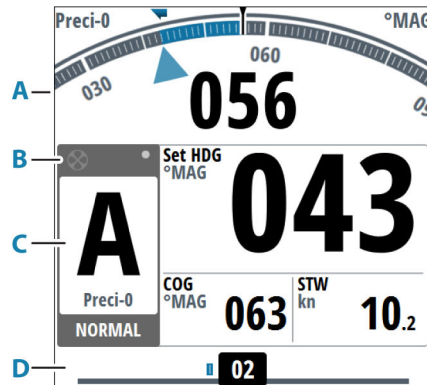 Preci-0 °MAG
030 060
A
056
B
Set HDG
°MAG
043
C
A
Preci-0
NORMAL
COG
°MAG
063
STW
kn
10.2
D
02